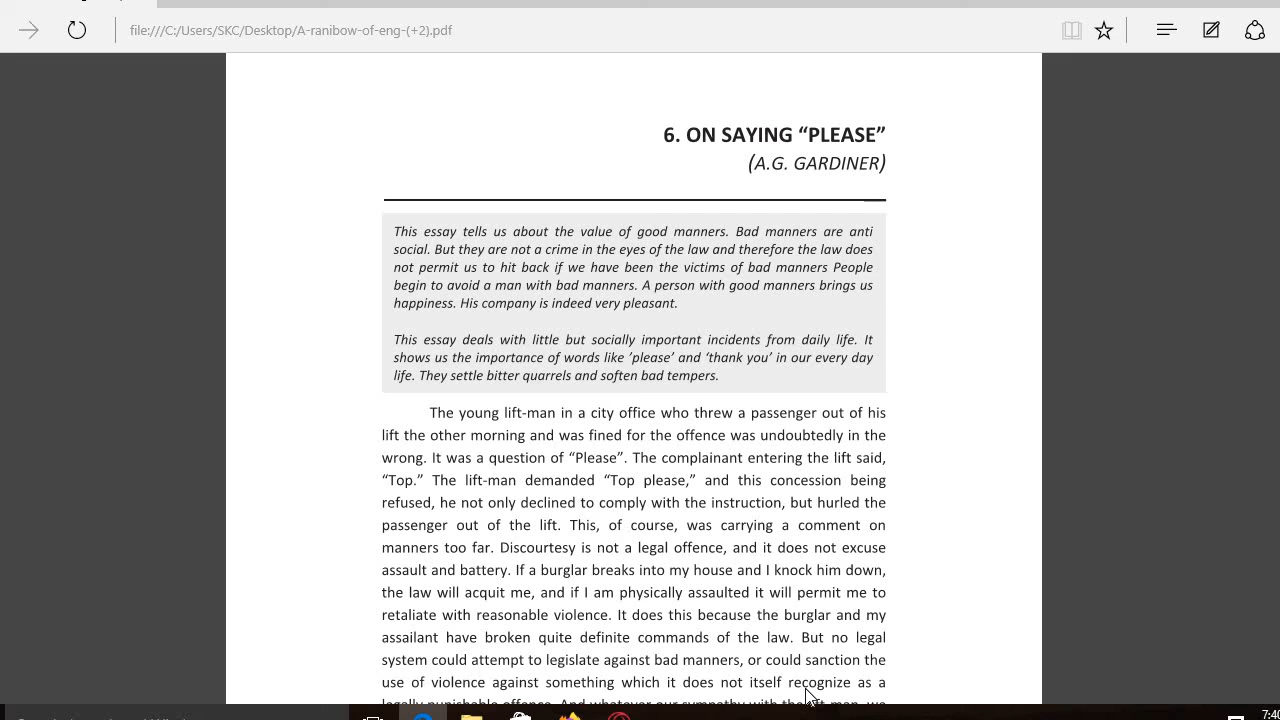 file:///C:/Users/SKC/Desktop/A-ranibow-of-eng-(+2).pdf
6. ON SAYING “PLEASE”
(A.G. GARDINER)
This essay tells us about the value of good manners. Bad manners are anti
social. But they are not a crime in the eyes of the law and therefore the law does
not permit us to hit back if we have been the victims of bad manners People
begin to avoid a man with bad manners. A person with good manners brings us
happiness. His company is indeed very pleasant.
This essay deals with little but socially important incidents from daily life. It
shows us the importance of words like ‘please’ and ‘thank you’ in our every day
life. They settle bitter quarrels and soften bad tempers.
The young lift-man in a city office who threw a passenger out of his
lift the other morning and was fined for the offence was undoubtedly in the
wrong. It was a question of “Please”. The complainant entering the lift said,
“Top.” The lift-man demanded “Top please,” and this concession being
refused, he not only declined to comply with the instruction, but hurled the
passenger out of the lift. This, of course, was carrying a comment on
manners too far. Discourtesy is not a legal offence, and it does not excuse
assault and battery. If a burglar breaks into my house and I knock him down,
the law will acquit me, and if I am physically assaulted it will permit me to
retaliate with reasonable violence. It does this because the burglar and my
assailant have broken quite definite commands of the law. But no legal
system could attempt to legislate against bad manners, or could sanction the
use of violence against something which it does not itself recognize as a
7:40